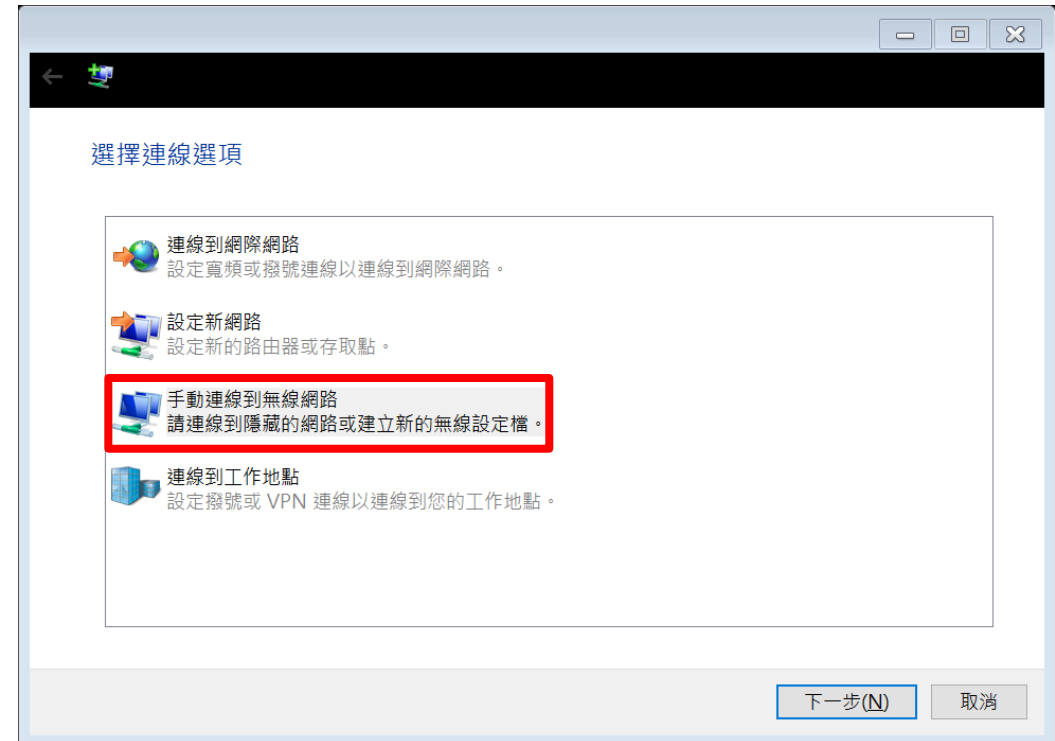 選擇連線選項
連線到網際網路
設定寬頻或撥號連線以連線到網際網路。
設定新網路
設定新的路由器或存取點。
手動連線到無線網路
請連線到隱藏的網路或建立新的無線設定檔。
連線到工作地點
設定撥號或 VPN 連線以連線到您的工作地點。
下一步(N)
取消